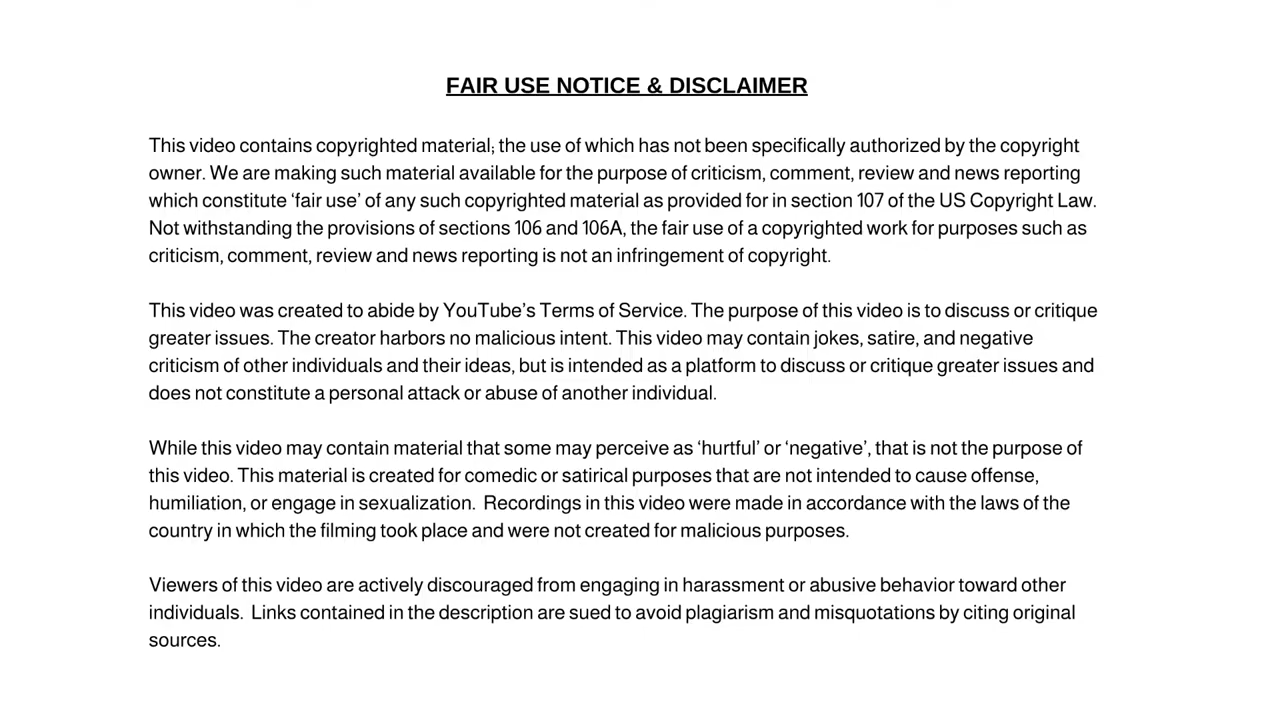 FAIR USE NOTICE & DISCLAIMER
This video contains copyrighted material; the use of which has not been specifically authorized by the copyright
owner. We are making such material available for the purpose of criticism, comment, review and news reporting
which constitute ‘fair use’ of any such copyrighted material as provided for in section 107 of the US Copyright Law.
Not withstanding the provisions of sections 106 and 106A, the fair use of a copyrighted work for purposes such as
criticism, comment, review and news reporting is not an infringement of copyright.
This video was created to abide by YouTube’s Terms of Service. The purpose of this video is to discuss or critique
greater issues. The creator harbors no malicious intent. This video may contain jokes, satire, and negative
criticism of other individuals and their ideas, but is intended as a platform to discuss or critique greater issues and
does not constitute a personal attack or abuse of another individual.
While this video may contain material that some may perceive as ‘hurtful’ or ‘negative’, that is not the purpose of
this video. This material is created for comedic or satirical purposes that are not intended to cause offense,
humiliation, or engage in sexualization.  Recordings in this video were made in accordance with the laws of the
country in which the filming took place and were not created for malicious purposes.
Viewers of this video are actively discouraged from engaging in harassment or abusive behavior toward other
individuals.  Links contained in the description are sued to avoid plagiarism and misquotations by citing original
sources.